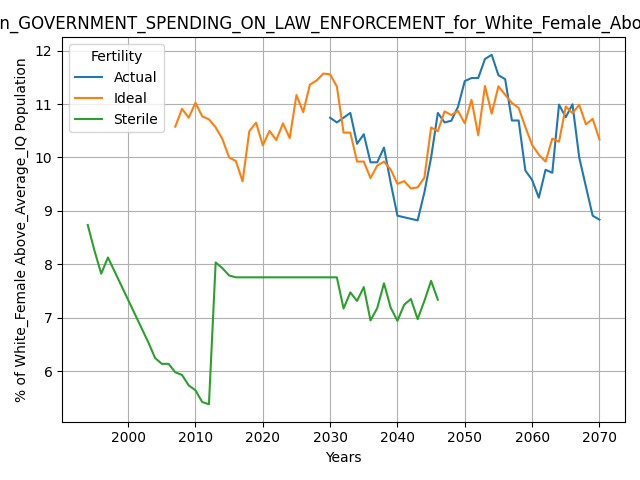 n_GOVERNMENT_SPENDING_ON_LAW_ENFORCEMENT_for_White_Female_Abo
Fertility
Actual
Ideal
Sterile
% of White_Female Above_Average_IQ Population
12
11
10
9
8
7
6
2000 2010 2020 2030 2040 2050 2060 2070
Years